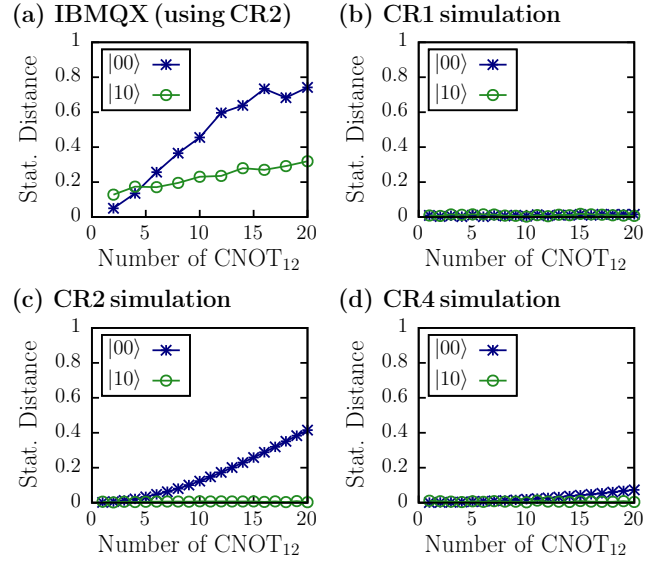 (a) IBMQX (using CR2)
Stat. Distance
1
0.8
0.6
0.4
0.2
0
|00⟩
|10⟩
0 5 10 15 20
Number of CNOT₁₂
(b) CR1 simulation
Stat. Distance
1
0.8
0.6
0.4
0.2
0
|00⟩
|10⟩
0 5 10 15 20
Number of CNOT₁₂
(c) CR2 simulation
Stat. Distance
1
0.8
0.6
0.4
0.2
0
|00⟩
|10⟩
0 5 10 15 20
Number of CNOT₁₂
(d) CR4 simulation
Stat. Distance
1
0.8
0.6
0.4
0.2
0
|00⟩
|10⟩
0 5 10 15 20
Number of CNOT₁₂